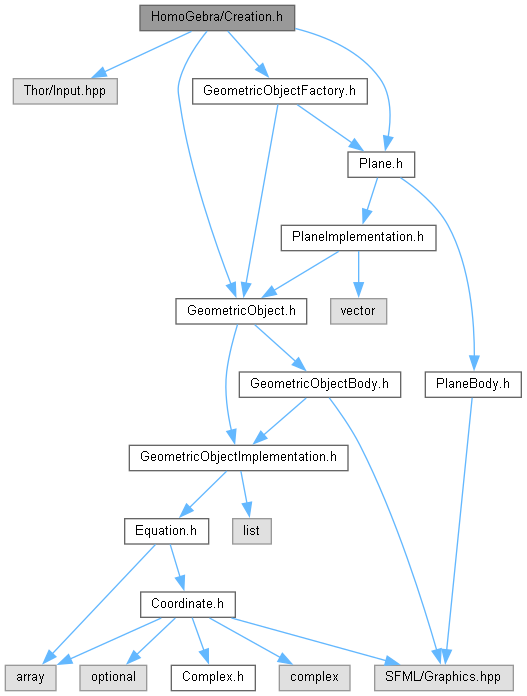 HomoGebra/Creation.h
Thor/Input.hpp
GeometricObjectFactory.h
Plane.h
PlaneImplementation.h
GeometricObject.h
vector
GeometricObjectBody.h
PlaneBody.h
GeometricObjectImplementation.h
Equation.h
list
Coordinate.h
array
optional
Complex.h
complex
SFML/Graphics.hpp